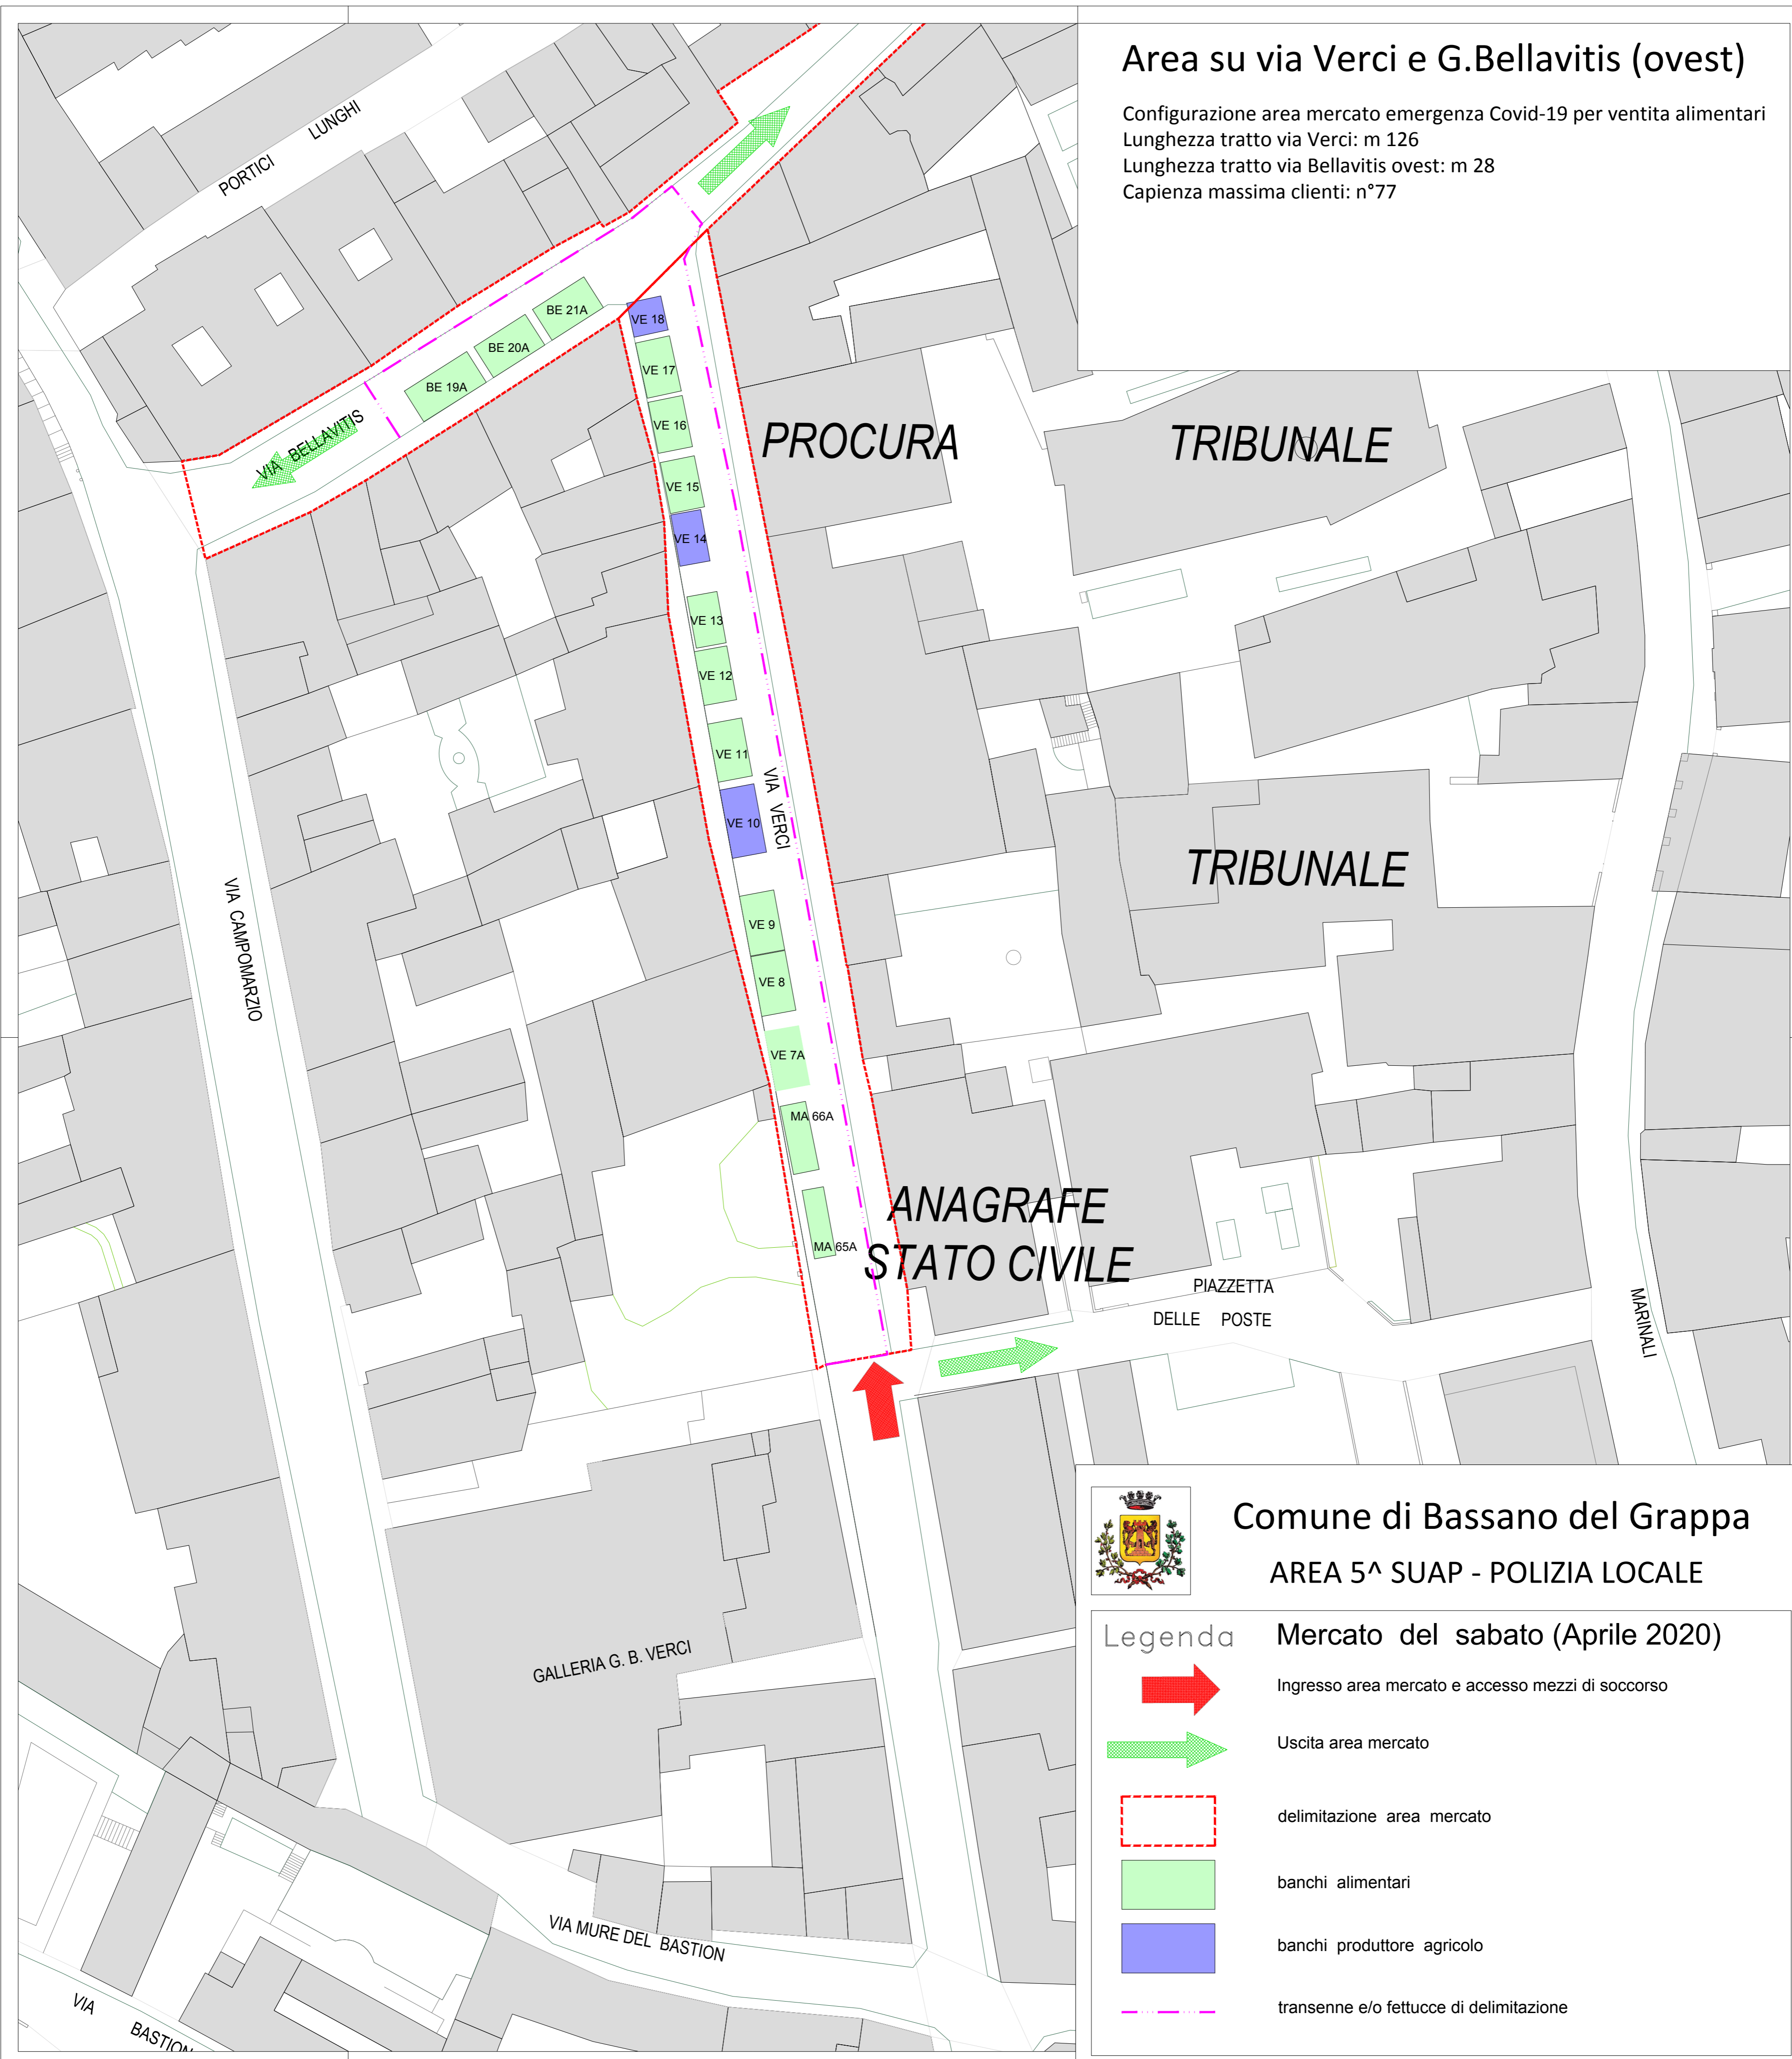 Area su via Verci e G.Bellavitis (ovest)
Configurazione area mercato emergenza Covid-19 per ventita alimentari
Lunghezza tratto via Verci: m 126
Lunghezza tratto via Bellavitis ovest: m 28
Capienza massima clienti: n°77
PORTICI LUNGHI
BE 21A
BE 20A
BE 19A
VIA BELLAVITIS
VE 18
VE 17
VE 16
VE 15
VE 14
VE 13
VE 12
VE 11
VE 10
VIA VERCI
VE 9
VE 8
VE 7A
MA 66A
MA 65A
PROCURA
TRIBUNALE
TRIBUNALE
VIA CAMPOMARZIO
ANAGRAFE
STATO CIVILE
PIAZZETTA
DELLE POSTE
MARINALI
GALLERIA G. B. VERCI
VIA MURE DEL BASTION
VIA BASTION
Comune di Bassano del Grappa
AREA 5^ SUAP - POLIZIA LOCALE
Legenda Mercato del sabato (Aprile 2020)
Ingresso area mercato e accesso mezzi di soccorso
Uscita area mercato
delimitazione area mercato
banchi alimentari
banchi produttore agricolo
transenne e/o fettucce di delimitazione